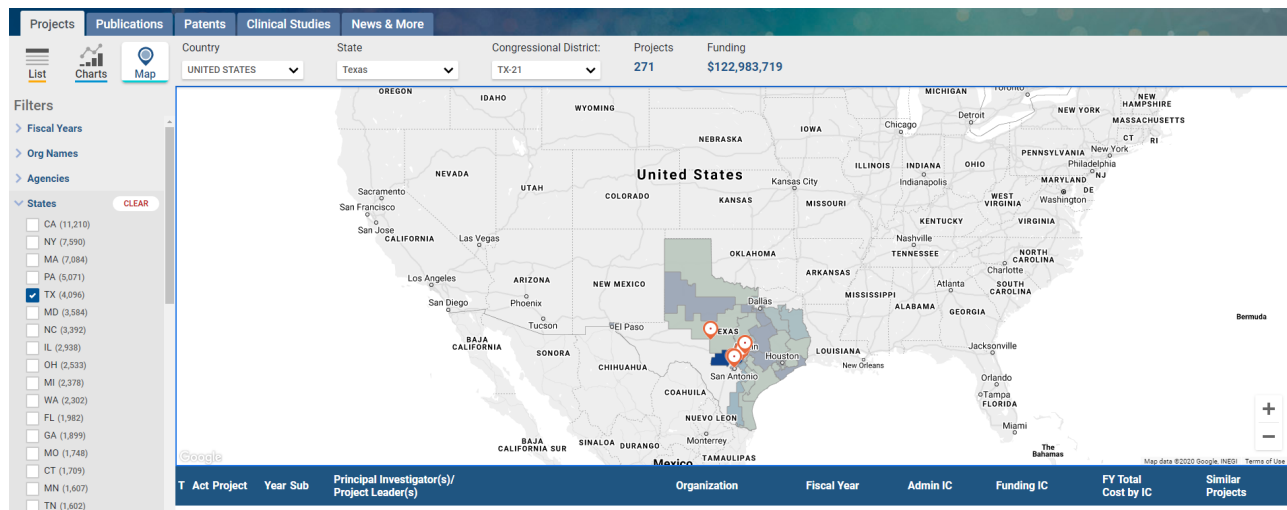 Projects Publications Patents Clinical Studies News & More
List Charts Map
Country State Congressional District: Projects Funding
UNITED STATES Texas TX-21 271 $122,983,719
Filters
Fiscal Years
Org Names
Agencies
States CLEAR
CA (11,210)
NY (7,590)
MA (7,084)
PA (5,071)
TX (4,096)
MD (3,584)
NC (3,392)
IL (2,938)
OH (2,533)
MI (2,378)
WA (2,302)
FL (1,982)
GA (1,899)
MO (1,748)
CT (1,709)
MN (1,607)
TN (1,602)
OREGON
IDAHO
WYOMING
MICHIGAN
Toronto
NEW HAMPSHIRE
NEW YORK
MASSACHUSETTS
Detroit
Chicago
IOWA
NEBRASKA
CT RI
New York
PENNSYLVANIA
Philadelphia
NJ
ILLINOIS INDIANA OHIO
Indianapolis
MARYLAND
DE
Washington
WEST VIRGINIA
VIRGINIA
NEVADA
UTAH
United States
COLORADO
KANSAS
Kansas City
MISSOURI
KENTUCKY
Sacramento
San Francisco
San Jose
CALIFORNIA
Las Vegas
Nashville
TENNESSEE
NORTH CAROLINA
Charlotte
SOUTH CAROLINA
OKLAHOMA
ARKANSAS
Los Angeles
ARIZONA
NEW MEXICO
Atlanta
MISSISSIPPI
ALABAMA
GEORGIA
San Diego
Phoenix
Dallas
Tucson
El Paso
Bermuda
BAJA CALIFORNIA
SONORA
CHIHUAHUA
Houston
LOUISIANA
New Orleans
Jacksonville
San Antonio
COAHUILA
Orlando
Tampa
FLORIDA
NUEVO LEON
Miami
BAJA CALIFORNIA SUR
SINALOA
DURANGO
Monterrey
TAMAULIPAS
Mexico
The Bahamas
+
−
Google
Map data ©2020 Google, INEGI Terms of Use
T Act Project Year Sub Principal Investigator(s)/ Organization Fiscal Year Admin IC Funding IC FY Total Similar
Project Leader(s) Cost by IC Projects